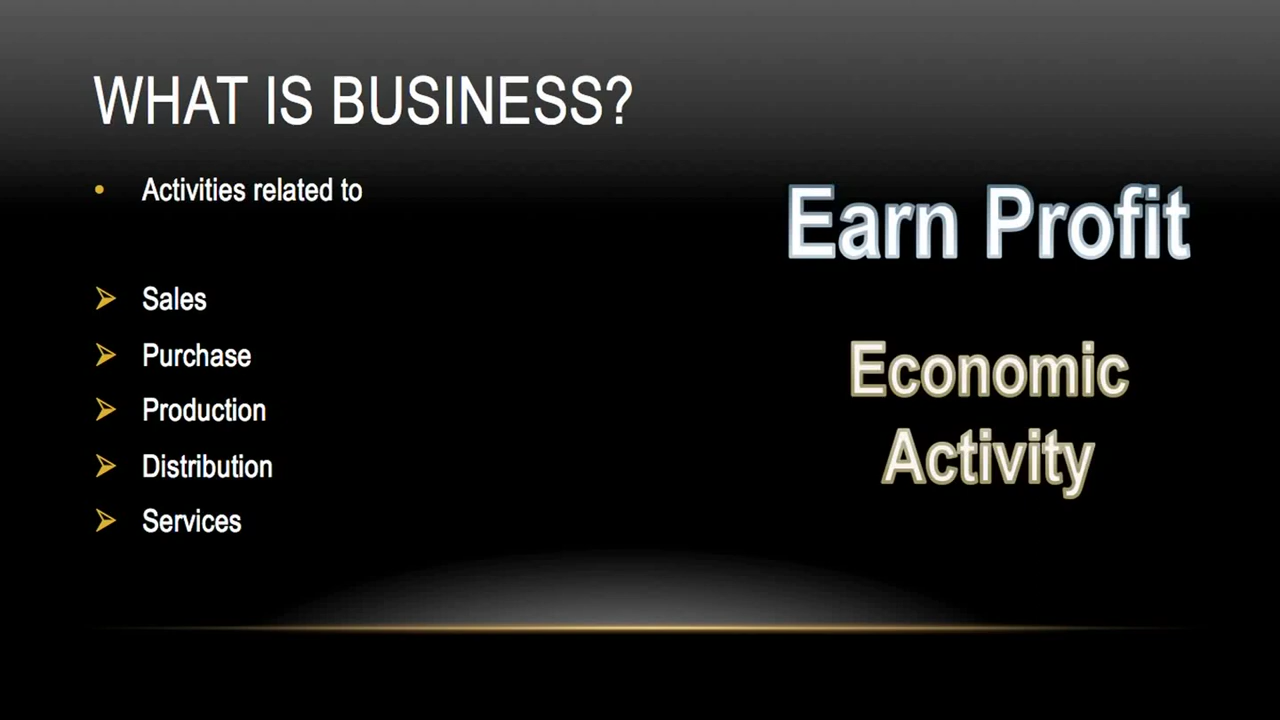 WHAT IS BUSINESS?
• Activities related to
➢ Sales
➢ Purchase
➢ Production
➢ Distribution
➢ Services
Earn Profit
Economic
Activity